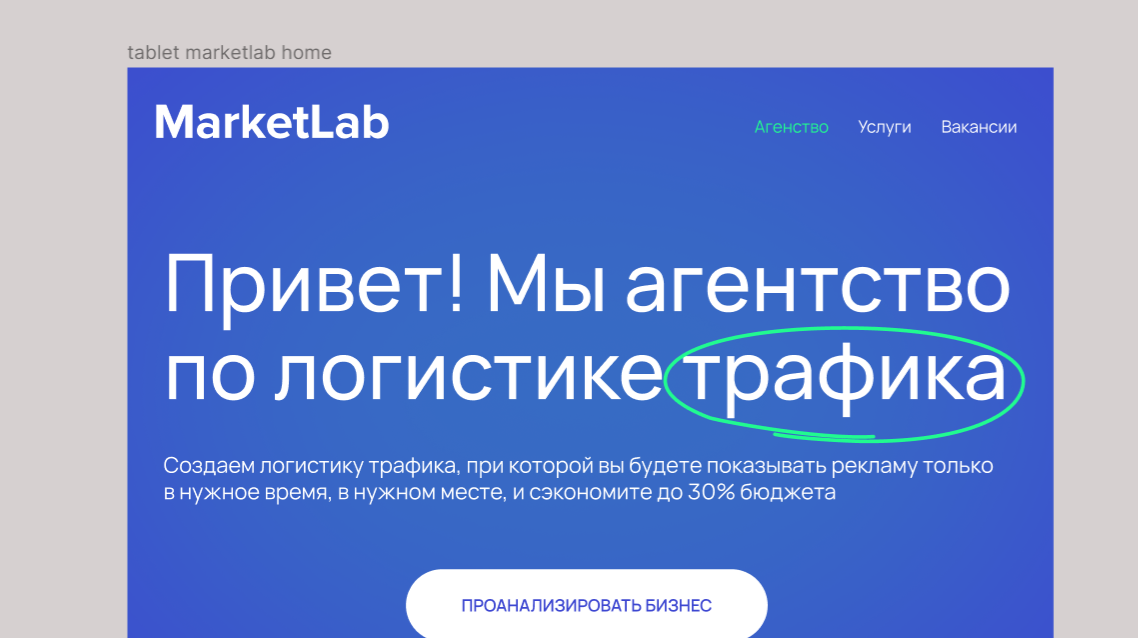 tablet marketlab home
MarketLab
Агенство Услуги Вакансии
Привет! Мы агентство
по логистике трафика
Создаем логистику трафика, при которой вы будете показывать рекламу только
в нужное время, в нужном месте, и сэкономите до 30% бюджета
ПРОАНАЛИЗИРОВАТЬ БИЗНЕС